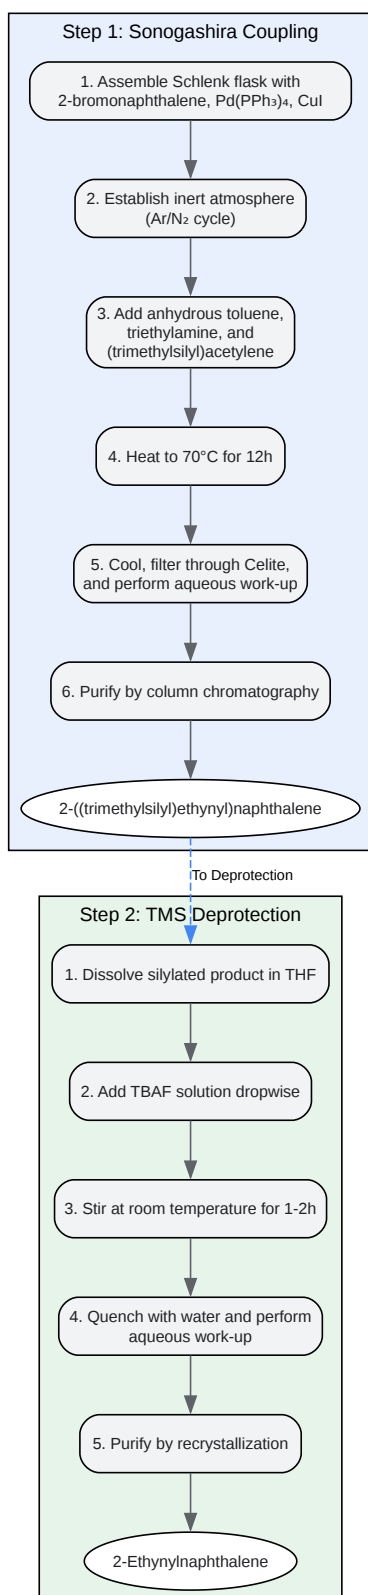 Step 1: Sonogashira Coupling
1. Assemble Schlenk flask with
2-bromonaphthalene, Pd(PPh₃)₄, CuI
2. Establish inert atmosphere
(Ar/N₂ cycle)
3. Add anhydrous toluene,
triethylamine, and
(trimethylsilyl)acetylene
4. Heat to 70°C for 12h
5. Cool, filter through Celite,
and perform aqueous work-up
6. Purify by column chromatography
2-((trimethylsilyl)ethynyl)naphthalene
To Deprotection
Step 2: TMS Deprotection
1. Dissolve silylated product in THF
2. Add TBAF solution dropwise
3. Stir at room temperature for 1-2h
4. Quench with water and perform
aqueous work-up
5. Purify by recrystallization
2-Ethynylnaphthalene